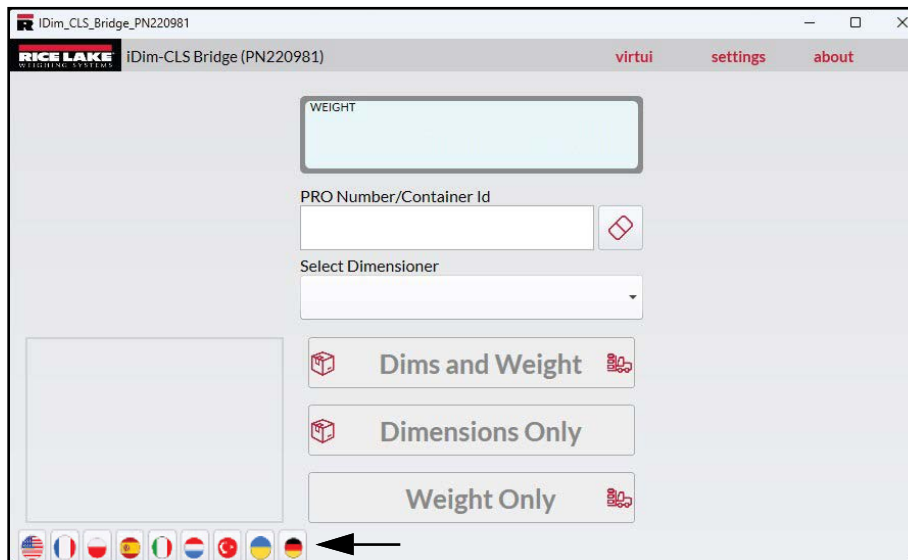 IDim_CLS_Bridge_PN220981
RICE LAKE
WEIGHING SYSTEMS
iDim-CLS Bridge (PN220981)
virtui
settings
about
WEIGHT
PRO Number/Container Id
Select Dimensioner
Dims and Weight
Dimensions Only
Weight Only